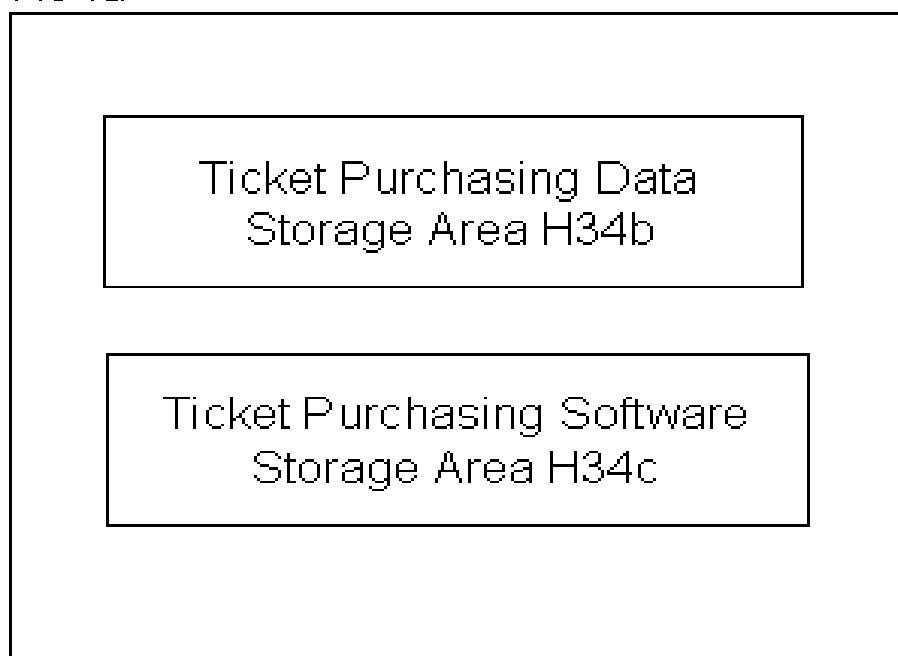 Ticket Purchasing Data
Storage Area H34b
Ticket Purchasing Software
Storage Area H34c